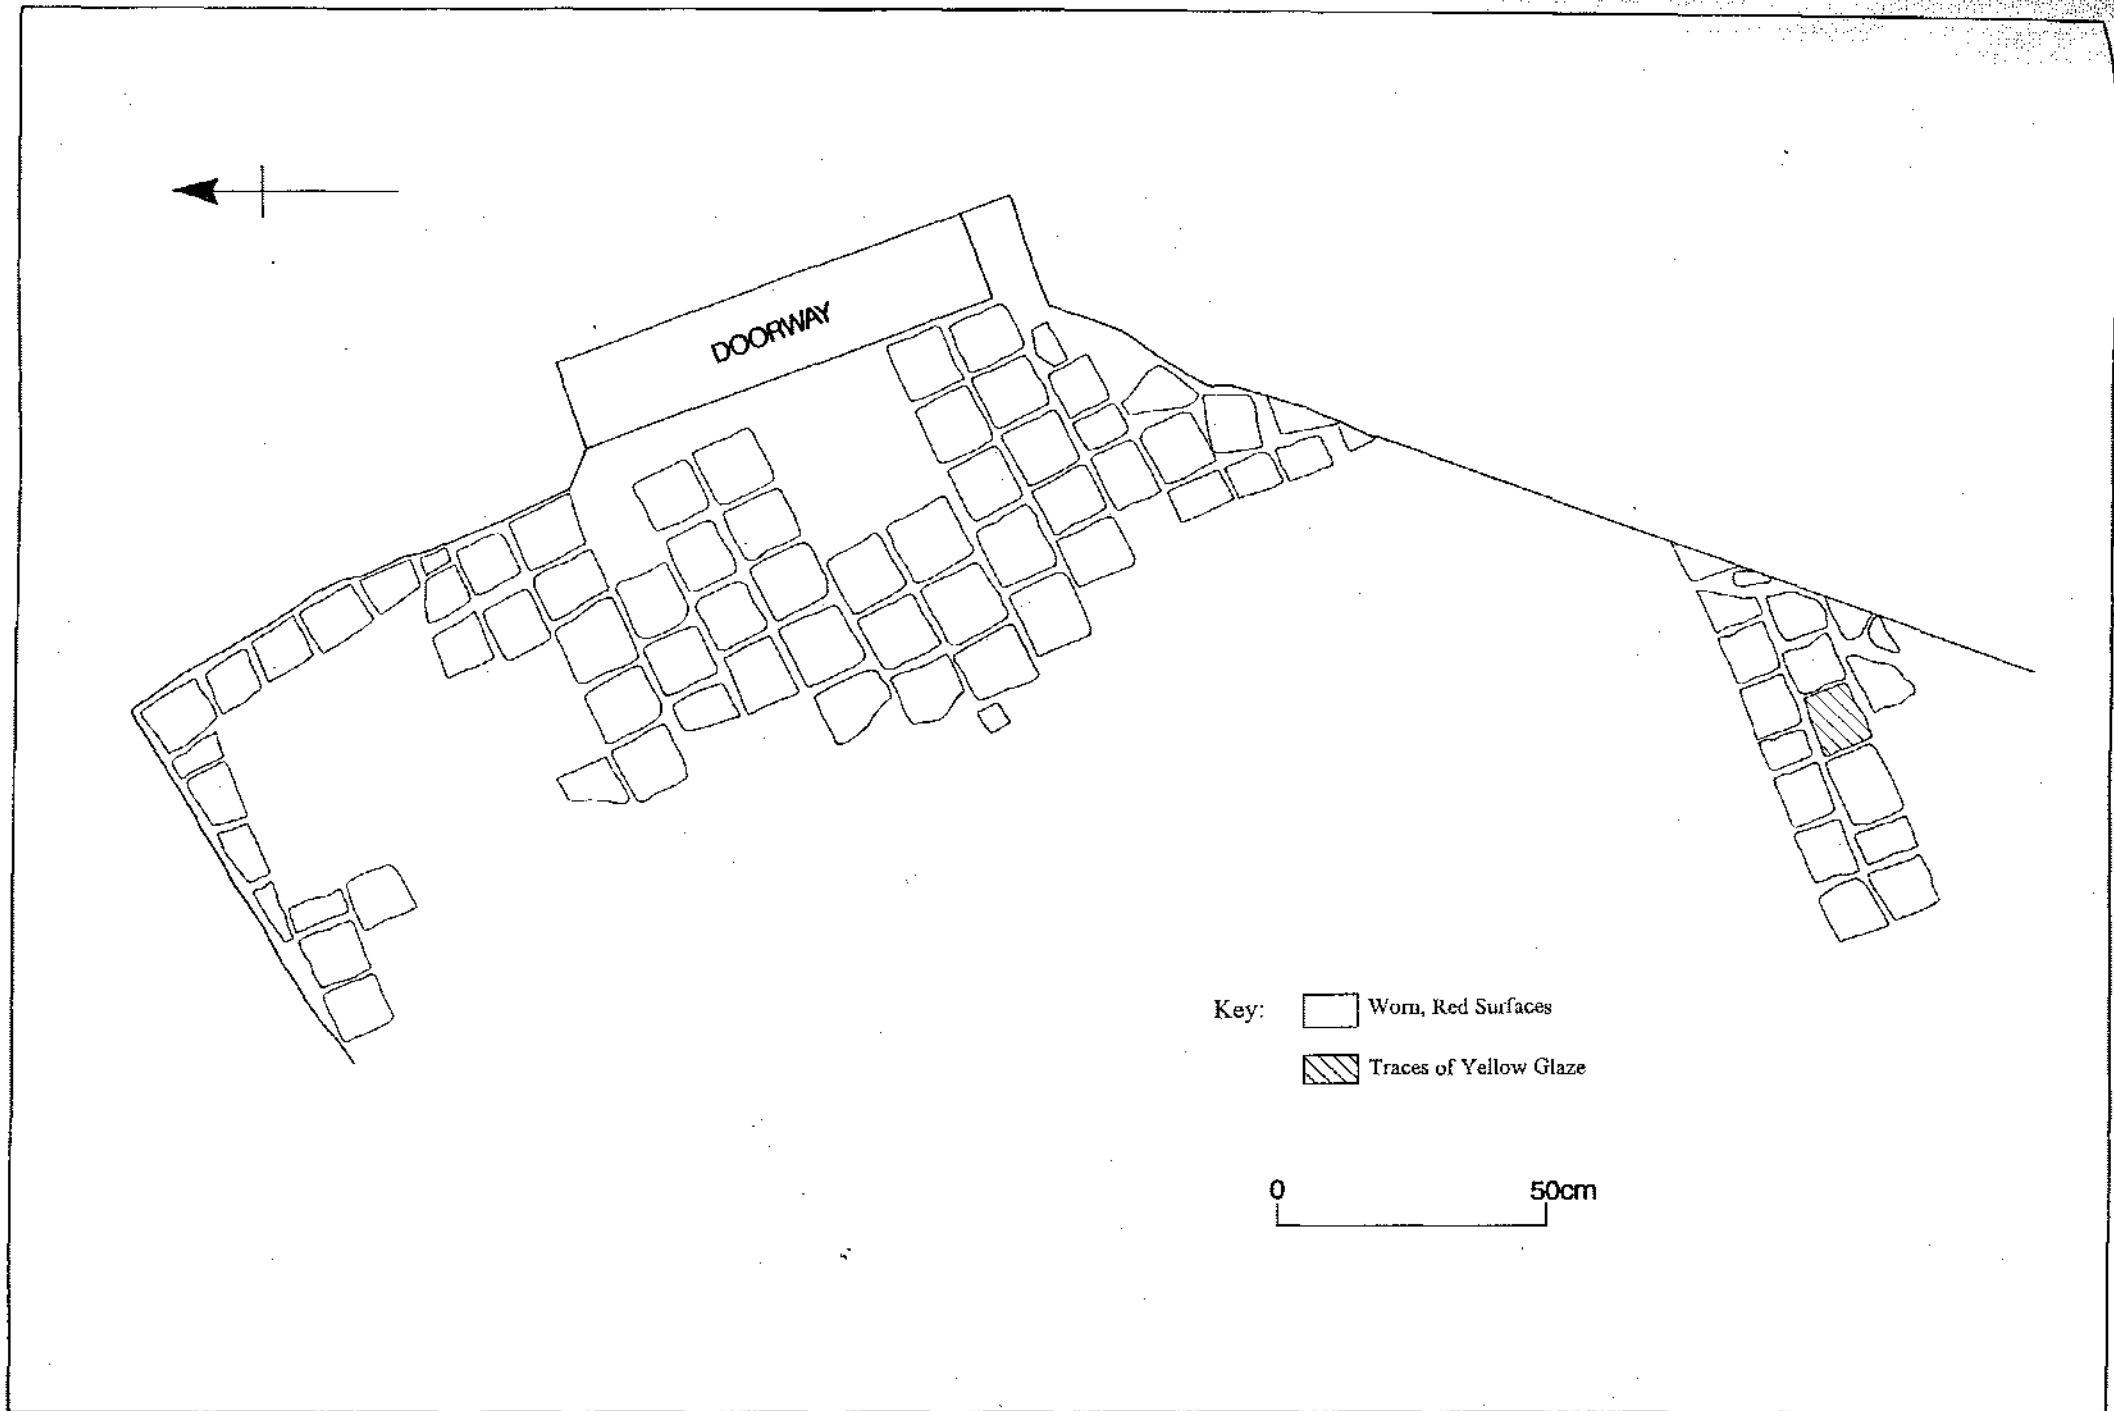 DOORWAY
Key:
Worn, Red Surfaces
Traces of Yellow Glaze
0 50cm